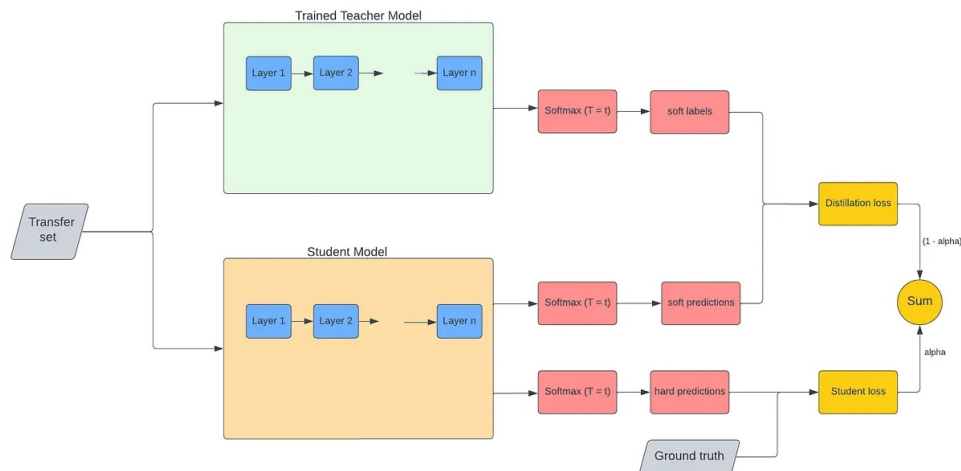 Trained Teacher Model
Layer 1
Layer 2
Layer n
Softmax (T = t)
soft labels
Transfer
set
Distillation loss
(1 - alpha)
Student Model
Layer 1
Layer 2
Layer n
Softmax (T = t)
soft predictions
Sum
alpha
Softmax (T = t)
hard predictions
Student loss
Ground truth